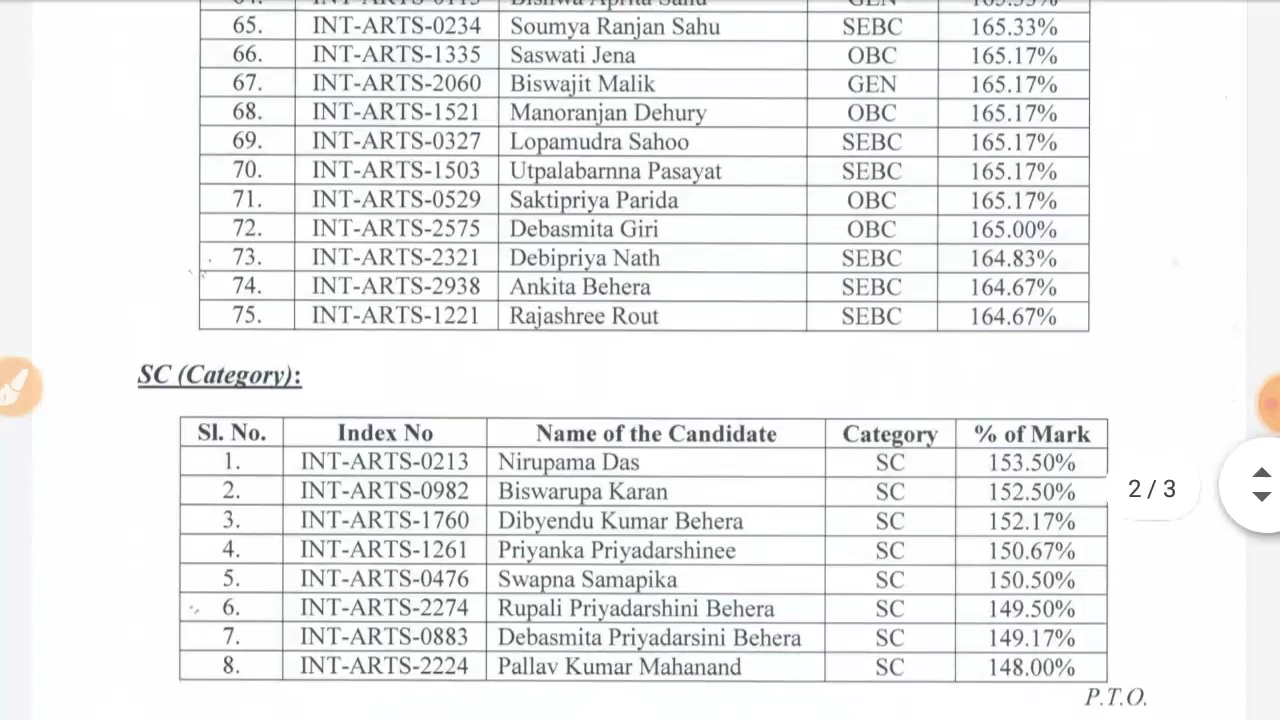 65. INT-ARTS-0234 Soumya Ranjan Sahu SEBC 165.33%
66. INT-ARTS-1335 Saswati Jena OBC 165.17%
67. INT-ARTS-2060 Biswajit Malik GEN 165.17%
68. INT-ARTS-1521 Manoranjan Dehury OBC 165.17%
69. INT-ARTS-0327 Lopamudra Sahoo SEBC 165.17%
70. INT-ARTS-1503 Utpalabarnna Pasayat SEBC 165.17%
71. INT-ARTS-0529 Saktipriya Parida OBC 165.17%
72. INT-ARTS-2575 Debasmita Giri OBC 165.00%
73. INT-ARTS-2321 Debipriya Nath SEBC 164.83%
74. INT-ARTS-2938 Ankita Behera SEBC 164.67%
75. INT-ARTS-1221 Rajashree Rout SEBC 164.67%
SC (Category):
Sl. No. Index No Name of the Candidate Category % of Mark
1. INT-ARTS-0213 Nirupama Das SC 153.50%
2. INT-ARTS-0982 Biswarupa Karan SC 152.50%
3. INT-ARTS-1760 Dibyendu Kumar Behera SC 152.17%
4. INT-ARTS-1261 Priyanka Priyadarshinee SC 150.67%
5. INT-ARTS-0476 Swapna Samapika SC 150.50%
6. INT-ARTS-2274 Rupali Priyadarshini Behera SC 149.50%
7. INT-ARTS-0883 Debasmita Priyadarsini Behera SC 149.17%
8. INT-ARTS-2224 Pallav Kumar Mahanand SC 148.00%
2 / 3
P.T.O.